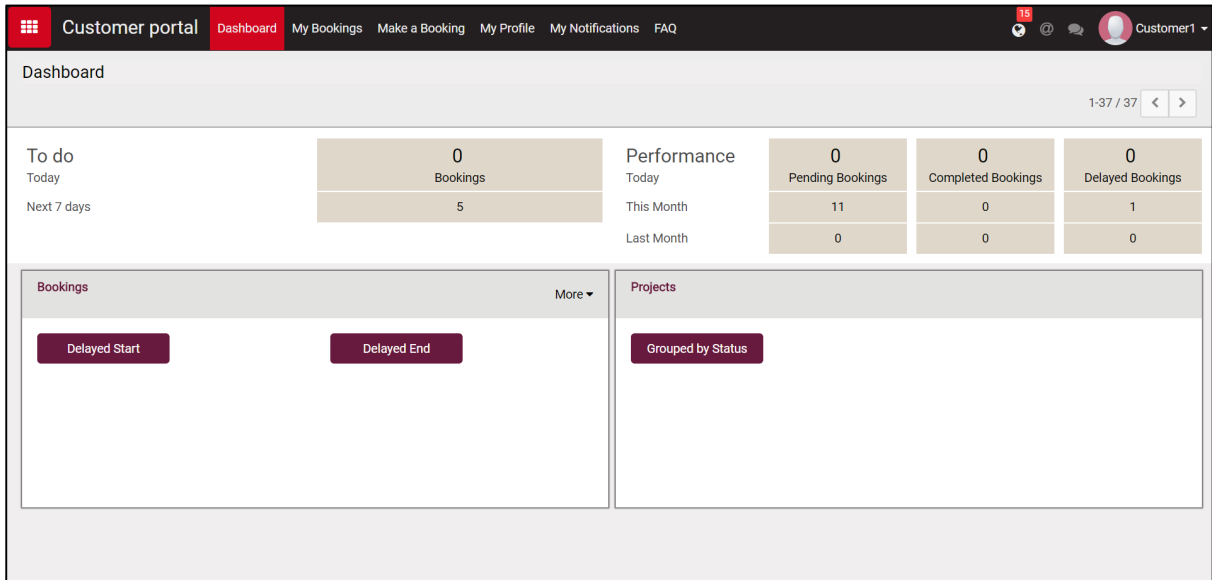 15
Customer portal Dashboard My Bookings Make a Booking My Profile My Notifications FAQ @ Customer1
Dashboard
1-37 / 37
To do 0 Performance 0 0 0
Today Bookings Today Pending Bookings Completed Bookings Delayed Bookings
Next 7 days 5 This Month 11 0 1
Last Month 0 0 0
Bookings More Projects
Delayed Start Delayed End Grouped by Status